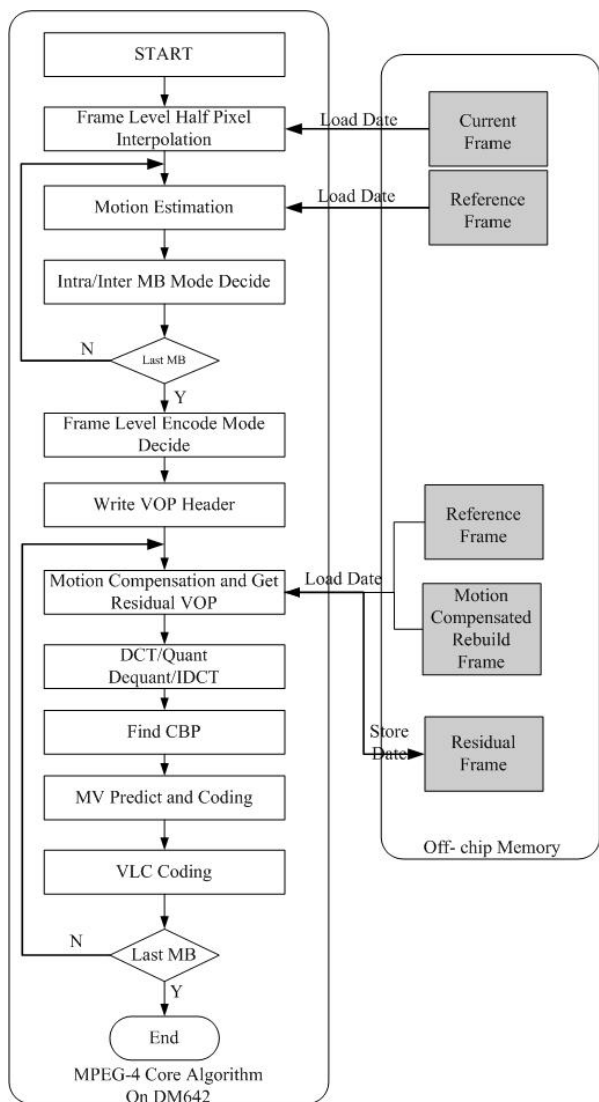 START
Frame Level Half Pixel
Interpolation
Load Date
Current
Frame
Motion Estimation
Load Date
Reference
Frame
Intra/Inter MB Mode Decide
N
Last MB
Y
Frame Level Encode Mode
Decide
Write VOP Header
Reference
Frame
Motion Compensation and Get
Residual VOP
Load Date
Motion
Compensated
Rebuild
Frame
DCT/Quant
Dequant/IDCT
Find CBP
Store
Date
Residual
Frame
MV Predict and Coding
Off- chip Memory
VLC Coding
N
Last MB
Y
End
MPEG-4 Core Algorithm
On DM642